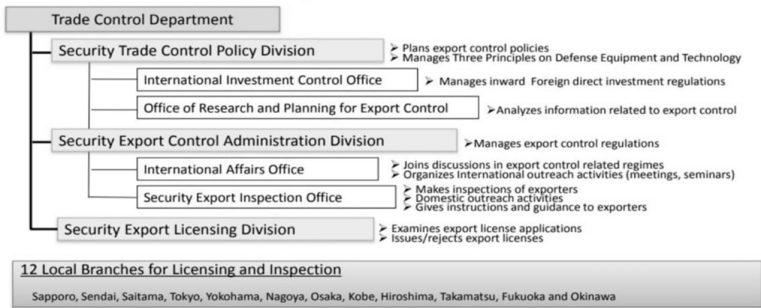 Trade Control Department
Security Trade Control Policy Division
➢ Plans export control policies
➢ Manages Three Principles on Defense Equipment and Technology
International Investment Control Office
➢ Manages inward Foreign direct investment regulations
Office of Research and Planning for Export Control
➢Analyzes information related to export control
Security Export Control Administration Division
➢Manages export control regulations
International Affairs Office
➢ Joins discussions in export control related regimes
➢ Organizes International outreach activities (meetings, seminars)
Security Export Inspection Office
➢ Makes inspections of exporters
➢ Domestic outreach activities
➢ Gives instructions and guidance to exporters
Security Export Licensing Division
➢ Examines export license applications
➢ Issues/rejects export licenses
12 Local Branches for Licensing and Inspection
Sapporo, Sendai, Saitama, Tokyo, Yokohama, Nagoya, Osaka, Kobe, Hiroshima, Takamatsu, Fukuoka and Okinawa